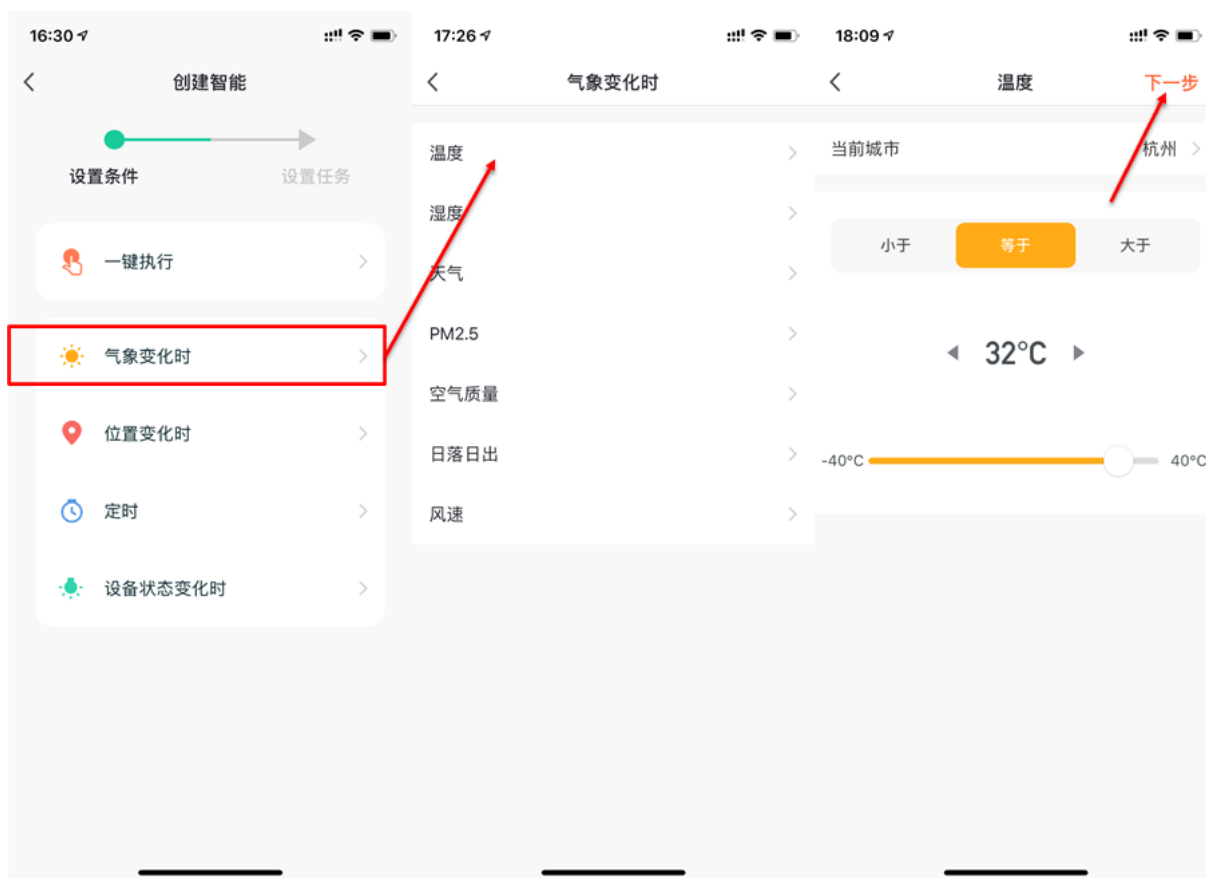 16:30
创建智能
设置条件
设置任务
一键执行
气象变化时
位置变化时
定时
设备状态变化时
17:26
气象变化时
温度
湿度
天气
PM2.5
空气质量
日落日出
风速
18:09
温度
下一步
当前城市
杭州
小于
等于
大于
32°C
-40°C
40°C